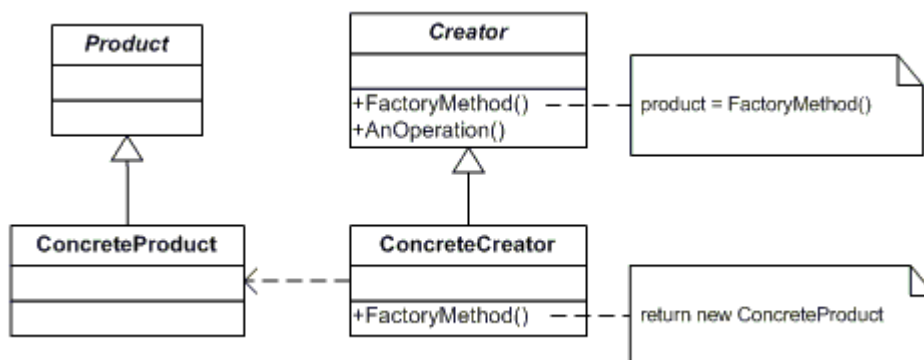 Product
Creator
+FactoryMethod()
+AnOperation()
product = FactoryMethod()
ConcreteProduct
ConcreteCreator
+FactoryMethod()
return new ConcreteProduct